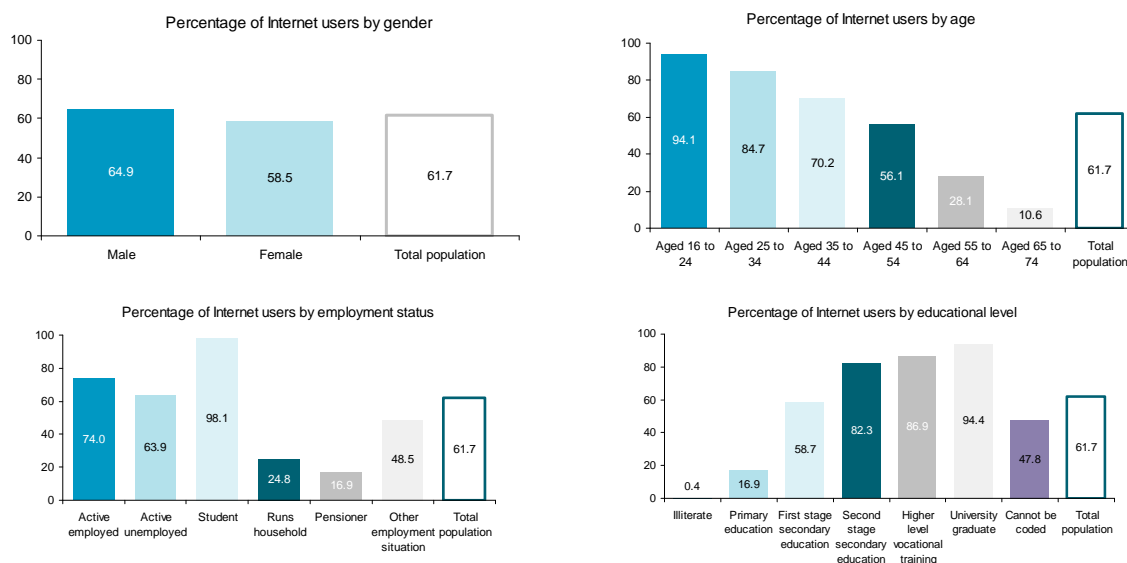 Percentage of Internet users by gender
100
80
60
40
20
0
64.9
58.5
61.7
Male
Female
Total population
Percentage of Internet users by age
100
80
60
40
20
0
94.1
84.7
70.2
56.1
28.1
10.6
61.7
Aged 16 to
24
Aged 25 to
34
Aged 35 to
44
Aged 45 to
54
Aged 55 to
64
Aged 65 to
74
Total
population
Percentage of Internet users by employment status
100
80
60
40
20
0
74.0
63.9
98.1
24.8
16.9
48.5
61.7
Active
employed
Active
unemployed
Student
Runs
household
Pensioner
Other
employment
situation
Total
population
Percentage of Internet users by educational level
100
80
60
40
20
0
0.4
16.9
58.7
82.3
86.9
94.4
47.8
61.7
Illiterate
Primary
education
First stage
secondary
education
Second
stage
secondary
education
Higher
level
vocational
training
University
graduate
Cannot be
coded
Total
population